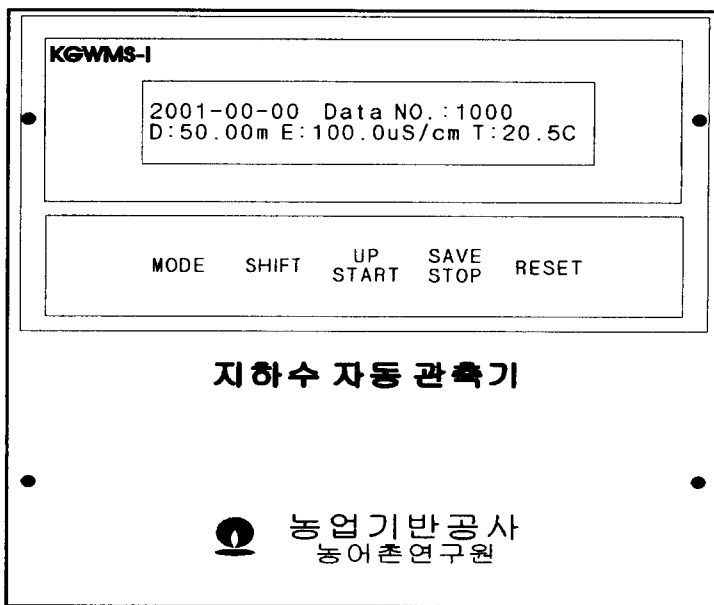 KGWMS-I
2001-00-00 Data NO.:1000
D:50.00m E:100.0uS/cm T:20.5C
MODE SHIFT UP START SAVE STOP RESET
지하수 자동 관측기
농업기반공사
농어촌연구원